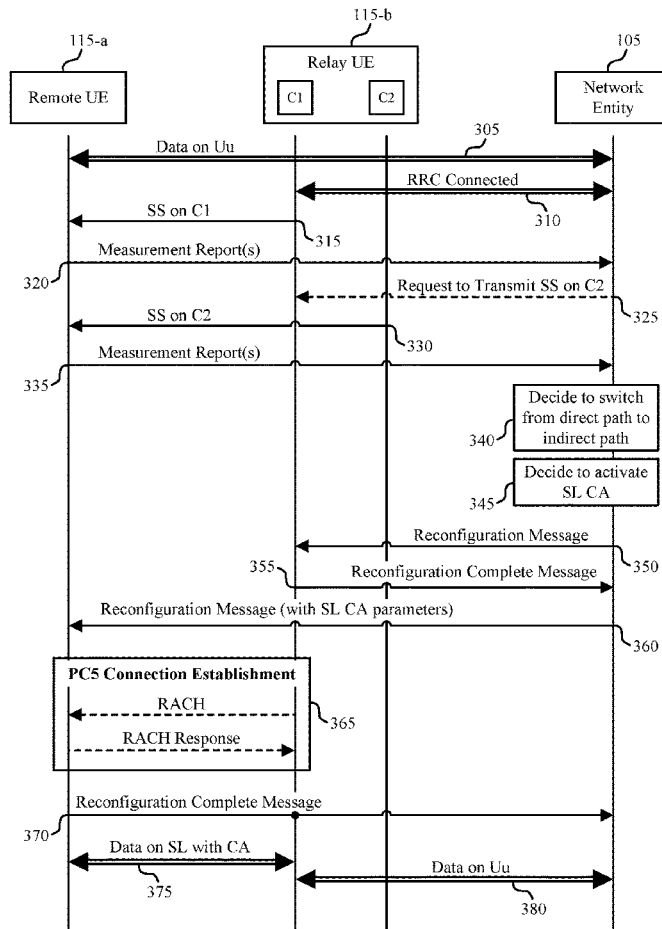 115-a
115-b
105
Remote UE
Relay UE
C1
C2
Network
Entity
Data on Uu
305
RRC Connected
310
SS on C1
315
Measurement Report(s)
320
Request to Transmit SS on C2
325
SS on C2
330
Measurement Report(s)
335
Decide to switch
from direct path to
indirect path
340
Decide to activate
SL CA
345
Reconfiguration Message
350
355
Reconfiguration Complete Message
Reconfiguration Message (with SL CA parameters)
360
PC5 Connection Establishment
RACH
365
RACH Response
Reconfiguration Complete Message
370
Data on SL with CA
375
Data on Uu
380